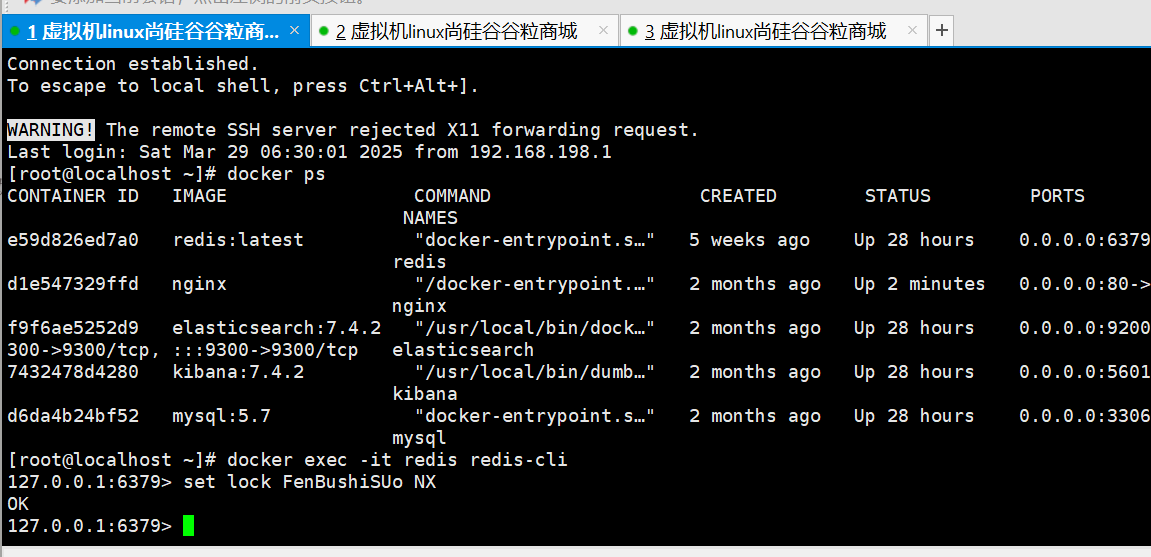 1 虚拟机linux尚硅谷谷粒商... × 2 虚拟机linux尚硅谷谷粒商城 × 3 虚拟机linux尚硅谷谷粒商城 × +
Connection established.
To escape to local shell, press Ctrl+Alt+].
WARNING! The remote SSH server rejected X11 forwarding request.
Last login: Sat Mar 29 06:30:01 2025 from 192.168.198.1
[root@localhost ~]# docker ps
CONTAINER ID   IMAGE                 COMMAND                  CREATED        STATUS         PORTS
NAMES
e59d826ed7a0   redis:latest          "docker-entrypoint.s…"   5 weeks ago    Up 28 hours    0.0.0.0:6379
redis
d1e547329ffd   nginx                 "/docker-entrypoint.…"   2 months ago   Up 2 minutes   0.0.0.0:80->
nginx
f9f6ae5252d9   elasticsearch:7.4.2   "/usr/local/bin/dock…"   2 months ago   Up 28 hours    0.0.0.0:9200
300->9300/tcp, :::9300->9300/tcp   elasticsearch
7432478d4280   kibana:7.4.2          "/usr/local/bin/dumb…"   2 months ago   Up 28 hours    0.0.0.0:5601
kibana
d6da4b24bf52   mysql:5.7             "docker-entrypoint.s…"   2 months ago   Up 28 hours    0.0.0.0:3306
mysql
[root@localhost ~]# docker exec -it redis redis-cli
127.0.0.1:6379> set lock FenBushiSUo NX
OK
127.0.0.1:6379>